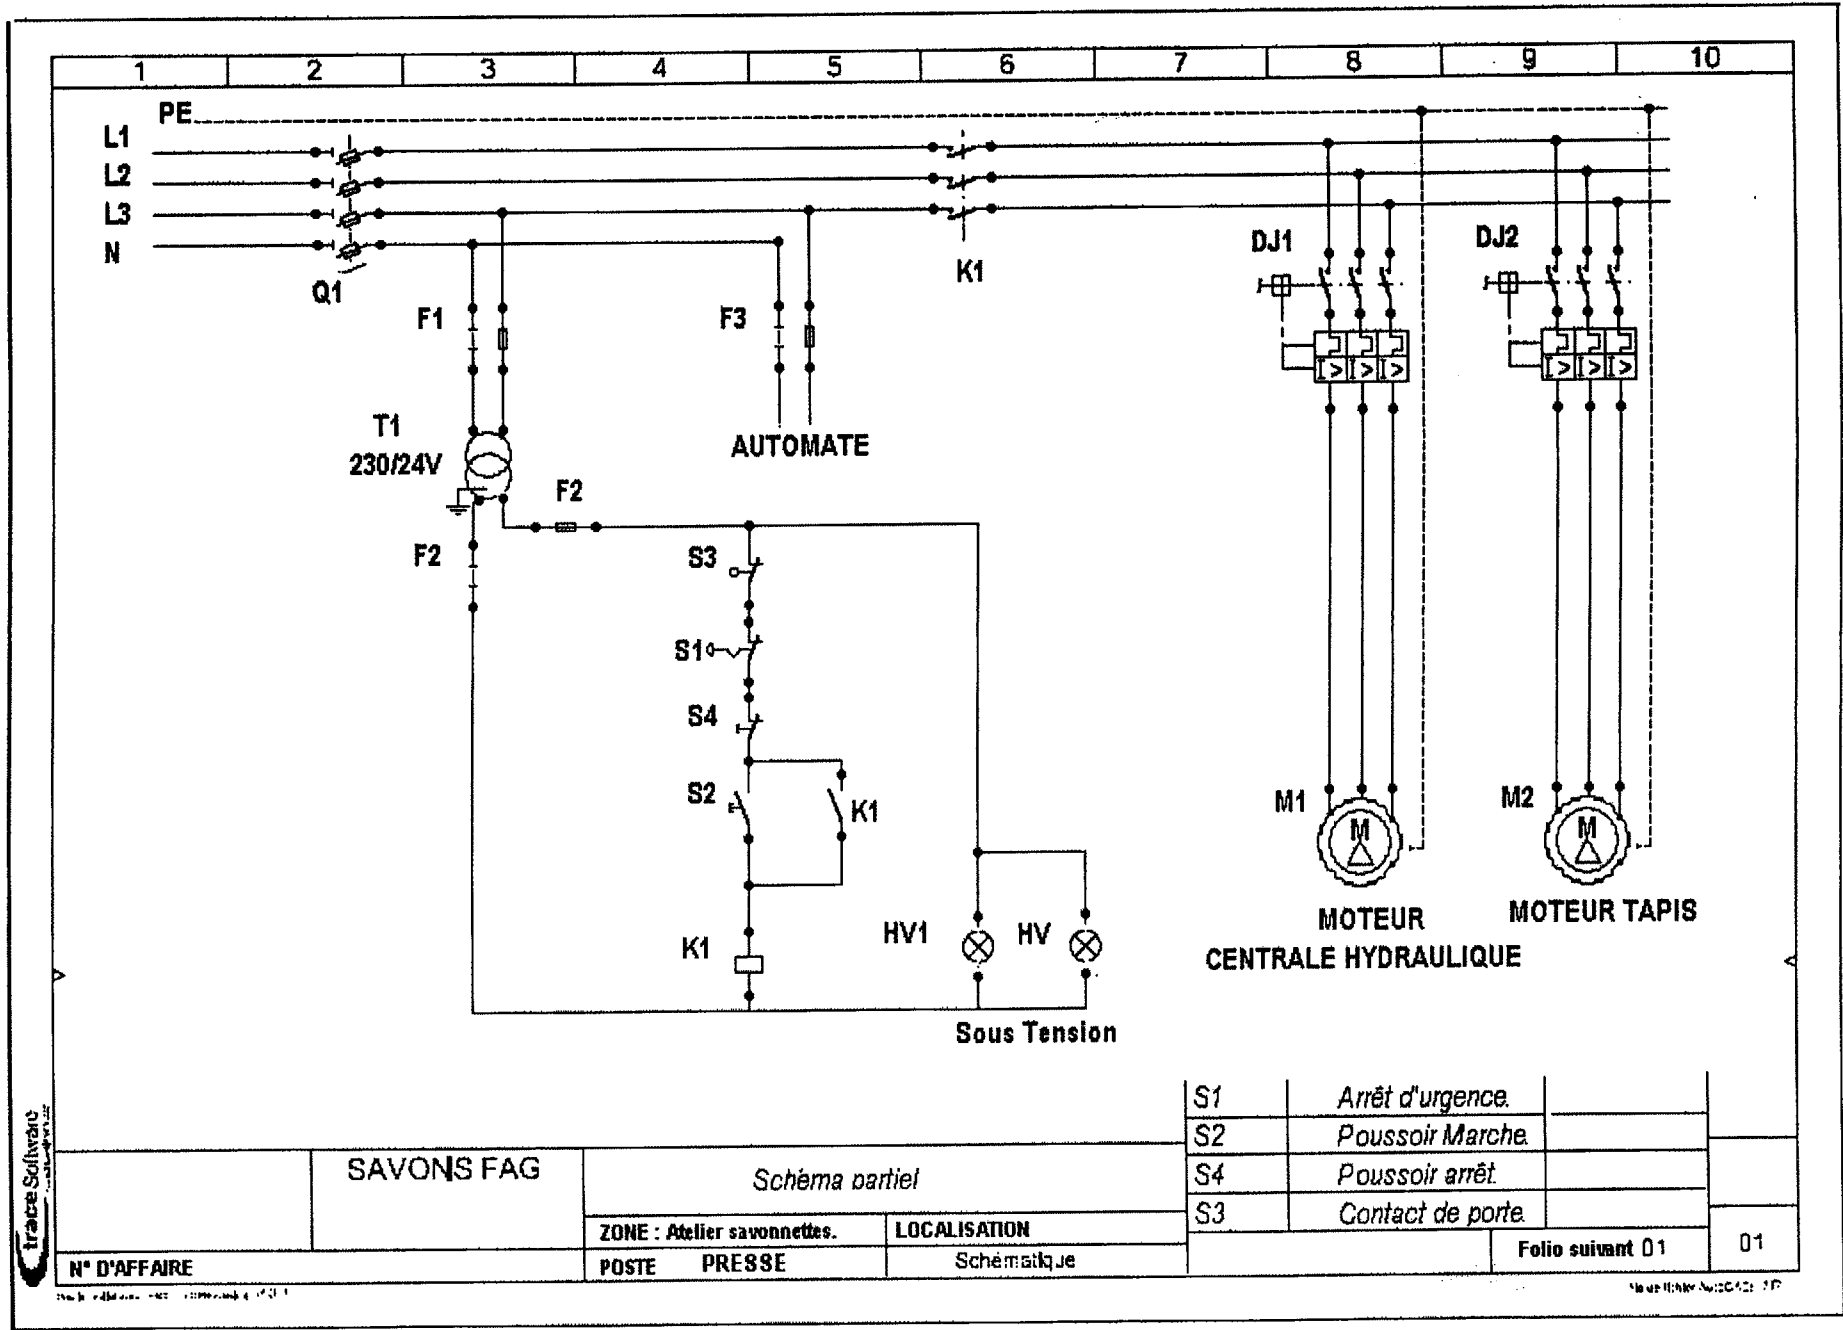 1 2 3 4 5 6 7 8 9 10
PE
L1
L2
L3
N
Q1
K1
DJ1
DJ2
F1
F3
T1
230/24V
AUTOMATE
F2
F2
S3
S1
S4
S2
K1
K1
HV1
HV
Sous Tension
M1
M
M2
M
I> I> I>
I> I> I>
MOTEUR
CENTRALE HYDRAULIQUE
MOTEUR TAPIS
S1 Arrêt d'urgence.
S2 Poussoir Marche.
S4 Poussoir arrêt.
S3 Contact de porte.
SAVONS FAG
Schéma partiel
ZONE : Atelier savonnettes.
LOCALISATION
N° D'AFFAIRE
POSTE PRESSE
Schématique
Folio suivant 01
01
trace Software